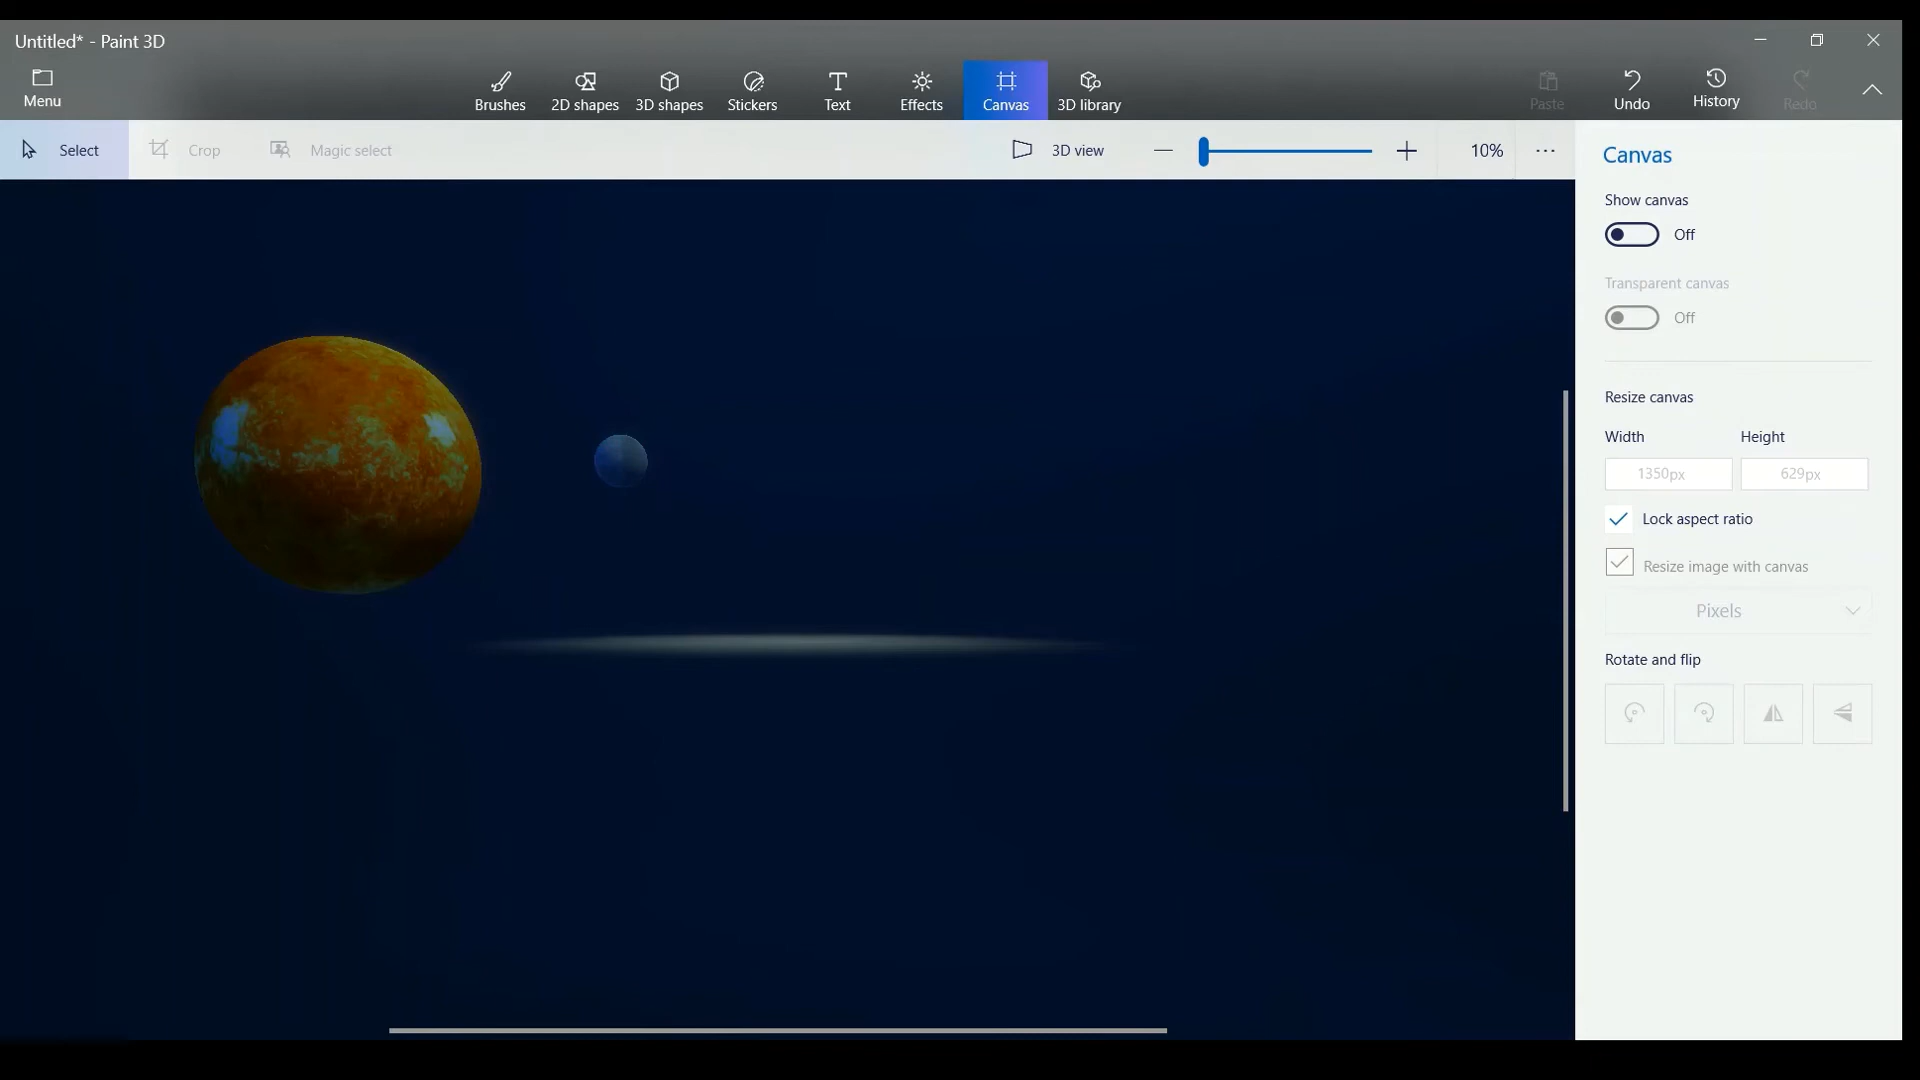 Untitled* - Paint 3D
Menu
Brushes
2D shapes
3D shapes
Stickers
Text
Effects
Canvas
3D library
Paste
Undo
History
Redo
Select
Crop
Magic select
3D view
10%
Canvas
Show canvas
Off
Transparent canvas
Off
Resize canvas
Width
Height
1350px
629px
Lock aspect ratio
Resize image with canvas
Pixels
Rotate and flip